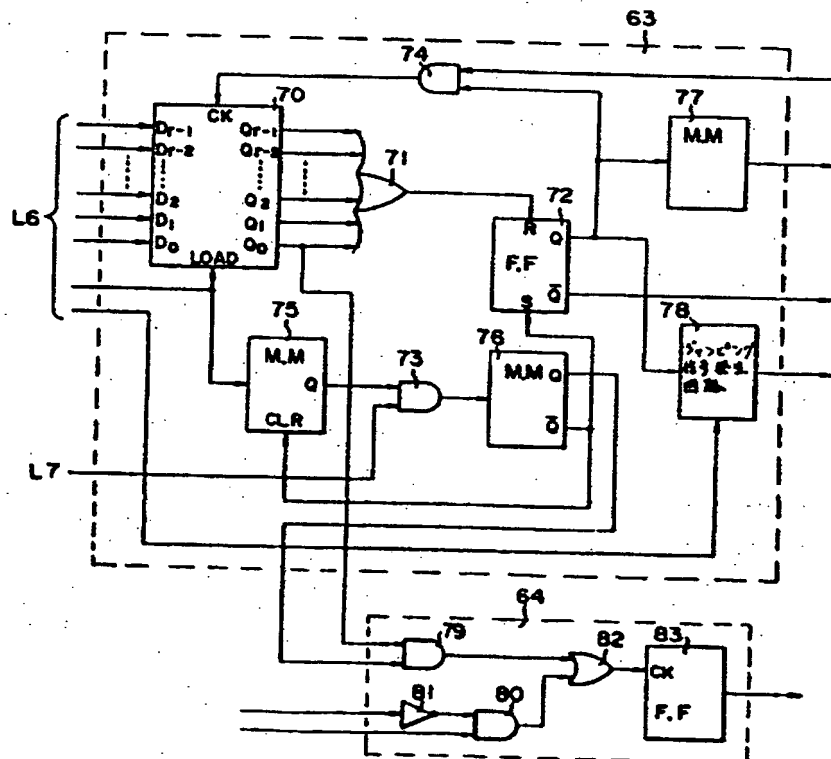 63
74
70
CK
77
M.M
Dr-1
Qr-1
Dr-2
Qr-2
71
72
L6
D2
Q2
D1
Q1
D0
Q0
LOAD
R
Q
F.F
Q̅
S
75
M.M
Q
CLR
73
76
M.M
Q
Q̅
78
ジャンピング
信号発生
回路
L7
64
79
82
83
CK
F.F
81
80